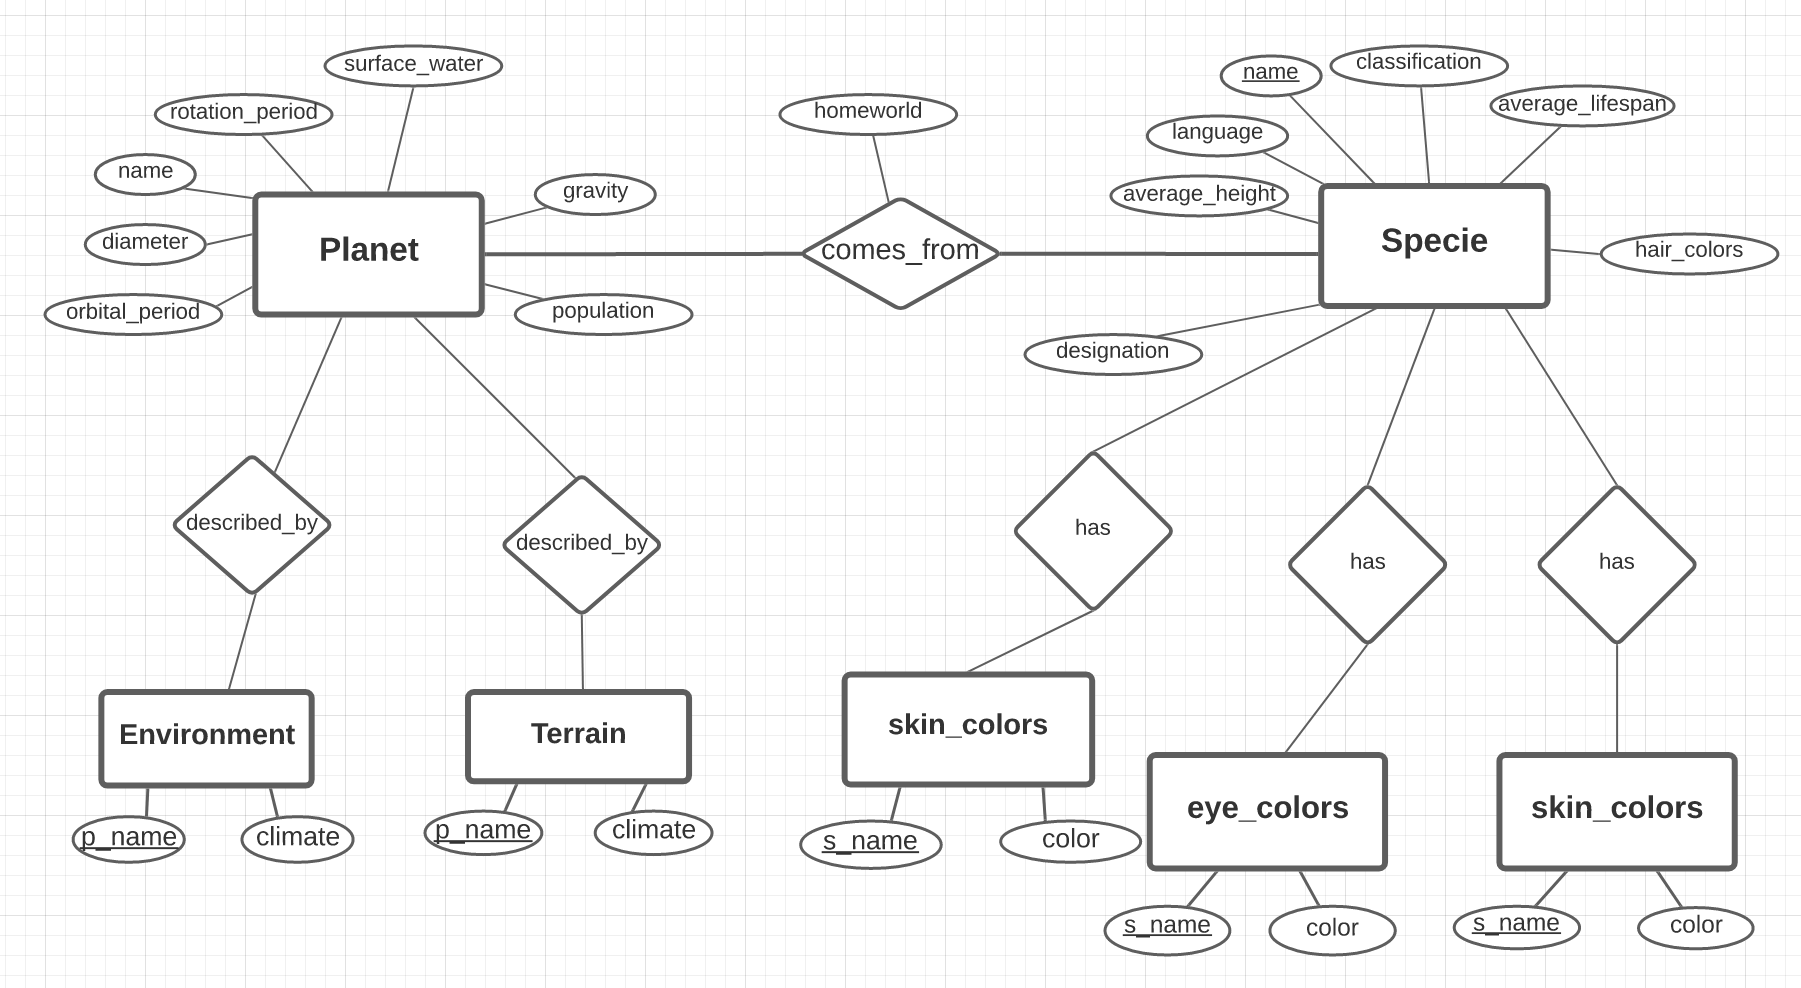 surface_water
rotation_period
name
diameter
orbital_period
Planet
gravity
population
homeworld
comes_from
name
classification
average_lifespan
language
average_height
Specie
hair_colors
designation
described_by
described_by
has
has
has
Environment
p_name
climate
Terrain
p_name
climate
skin_colors
s_name
color
eye_colors
s_name
color
skin_colors
s_name
color